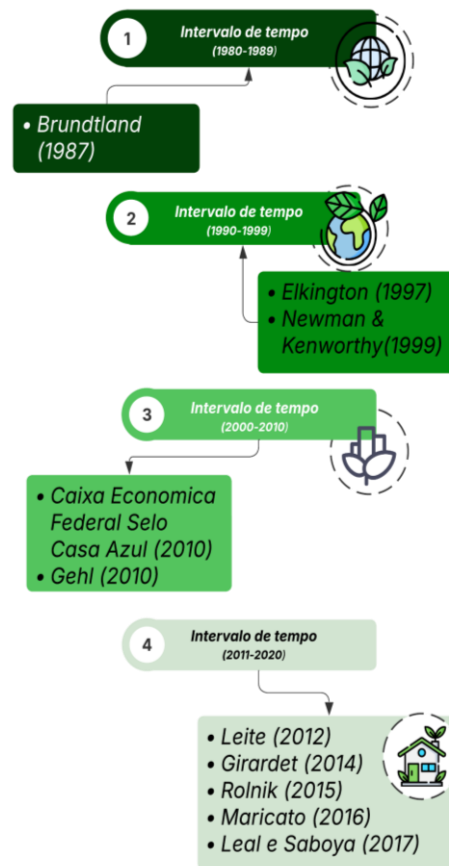 1
Intervalo de tempo
(1980-1989)
• Brundtland
(1987)
2
Intervalo de tempo
(1990-1999)
• Elkington (1997)
• Newman &
Kenworthy(1999)
3
Intervalo de tempo
(2000-2010)
• Caixa Economica
Federal Selo
Casa Azul (2010)
• Gehl (2010)
4
Intervalo de tempo
(2011-2020)
• Leite (2012)
• Girardet (2014)
• Rolnik (2015)
• Maricato (2016)
• Leal e Saboya (2017)